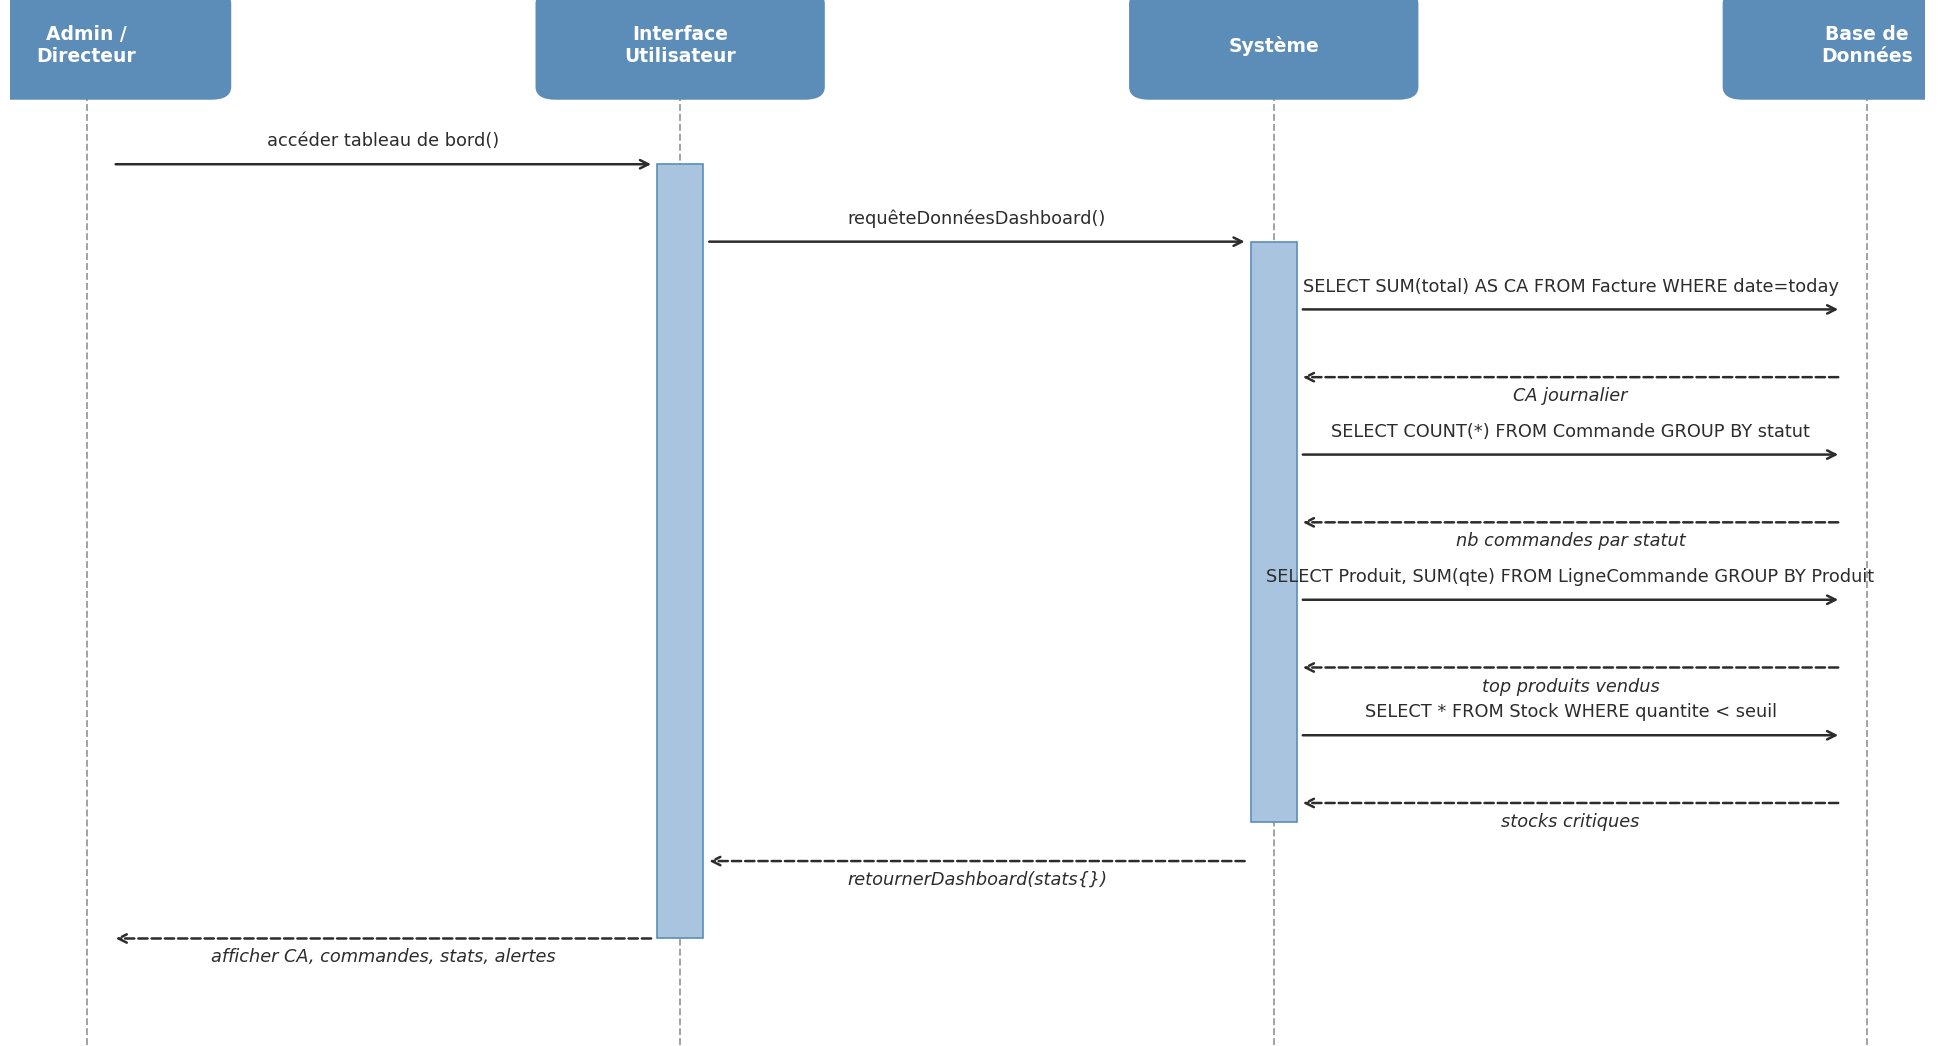 Admin /
Directeur
Interface
Utilisateur
Système
Base de
Données
accéder tableau de bord()
requêteDonnéesDashboard()
SELECT SUM(total) AS CA FROM Facture WHERE date=today
CA journalier
SELECT COUNT(*) FROM Commande GROUP BY statut
nb commandes par statut
SELECT Produit, SUM(qte) FROM LigneCommande GROUP BY Produit
top produits vendus
SELECT * FROM Stock WHERE quantite < seuil
stocks critiques
retournerDashboard(stats{})
afficher CA, commandes, stats, alertes